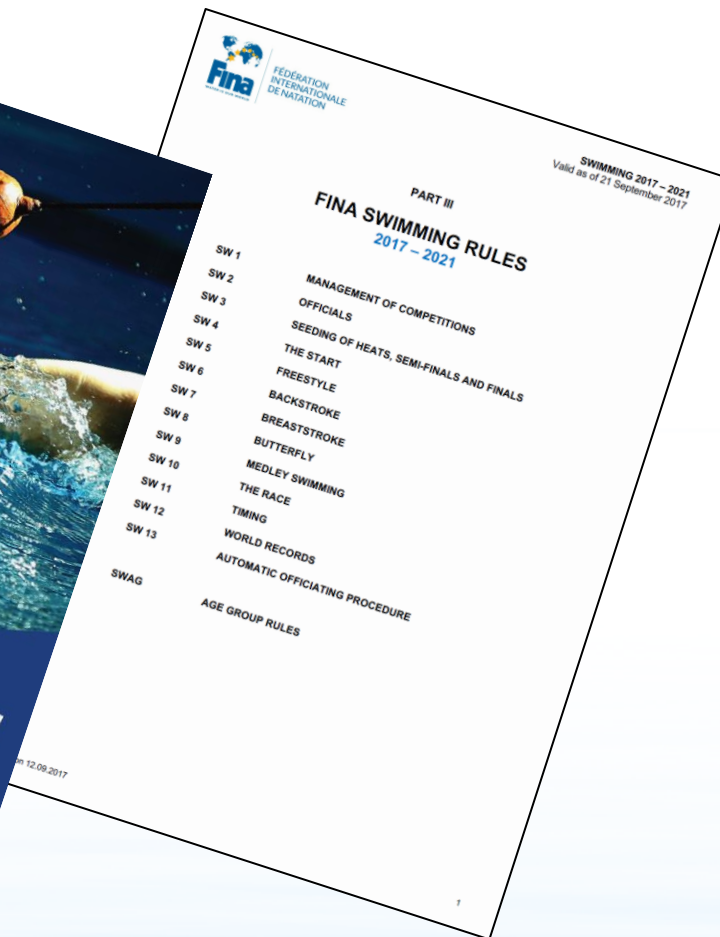 Fina
FÉDÉRATION
INTERNATIONALE
DE NATATION
SWIMMING 2017 – 2021
Valid as of 21 September 2017
PART III
FINA SWIMMING RULES
2017 – 2021
SW 1 MANAGEMENT OF COMPETITIONS
SW 2 OFFICIALS
SW 3 SEEDING OF HEATS, SEMI-FINALS AND FINALS
SW 4 THE START
SW 5 FREESTYLE
SW 6 BACKSTROKE
SW 7 BREASTSTROKE
SW 8 BUTTERFLY
SW 9 MEDLEY SWIMMING
SW 10 THE RACE
SW 11 TIMING
SW 12 WORLD RECORDS
SW 13 AUTOMATIC OFFICIATING PROCEDURE
SWAG AGE GROUP RULES
on 12.09.2017
1